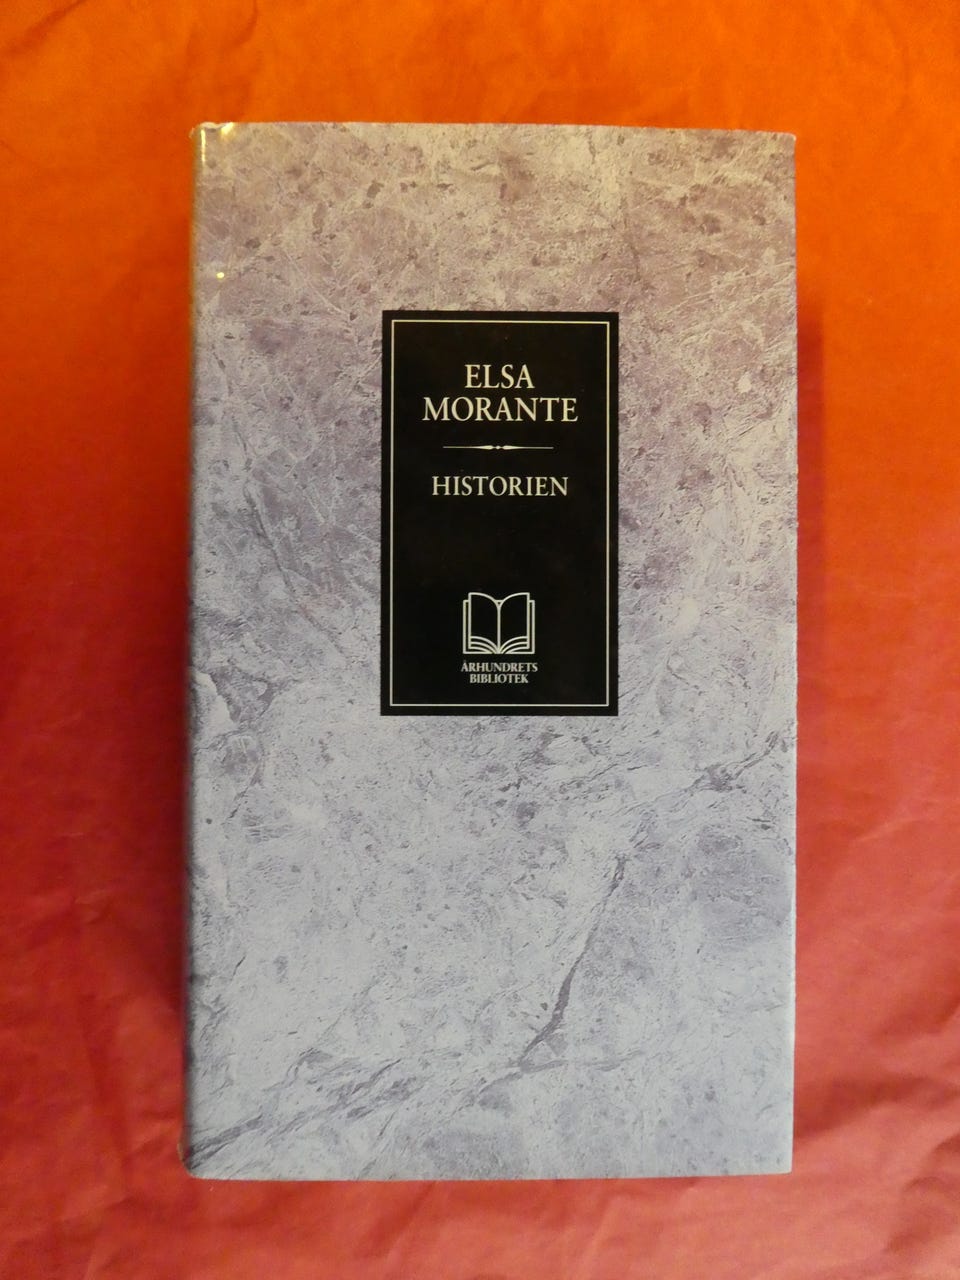 ELSA
MORANTE
HISTORIEN
ÅRHUNDRETS
BIBLIOTEK